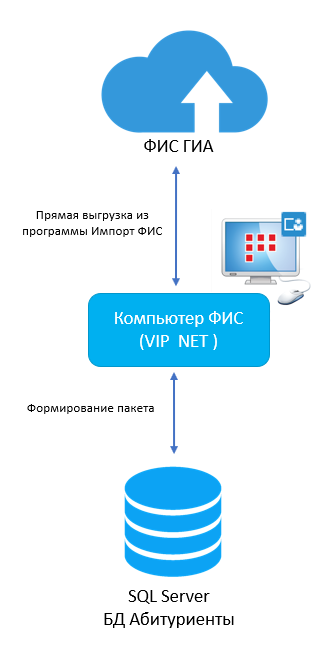 ФИС ГИА
Прямая выгрузка из
программы Импорт ФИС
Компьютер ФИС
(VIP NET )
Формирование пакета
SQL Server
БД Абитуриенты